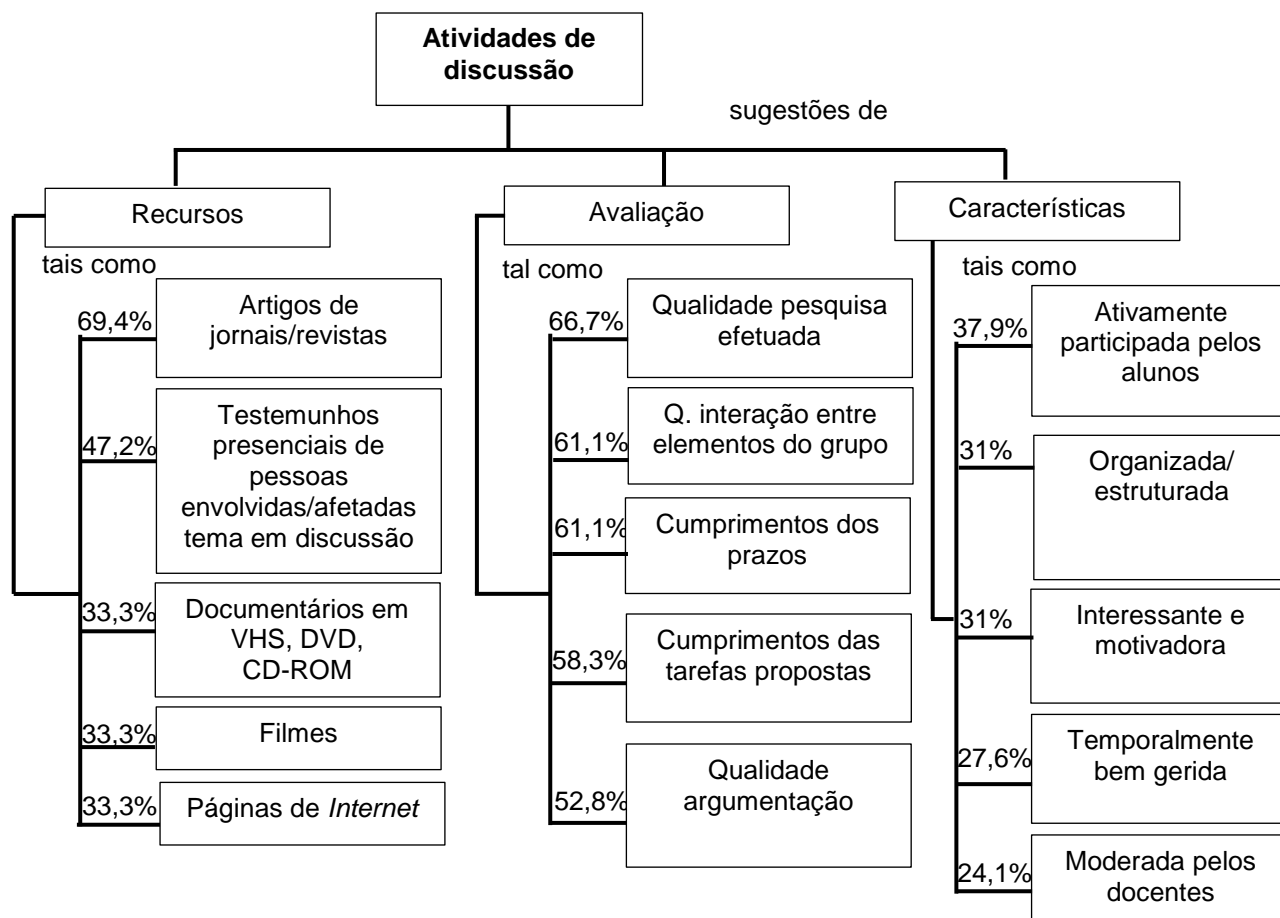 Atividades de
discussão
sugestões de
Recursos
tais como
69,4%
Artigos de
jornais/revistas
47,2%
Testemunhos
presenciais de
pessoas
envolvidas/afetadas
tema em discussão
33,3%
Documentários em
VHS, DVD,
CD-ROM
33,3%
Filmes
33,3%
Páginas de Internet
Avaliação
tal como
66,7%
Qualidade pesquisa
efetuada
61,1%
Q. interação entre
elementos do grupo
61,1%
Cumprimentos dos
prazos
58,3%
Cumprimentos das
tarefas propostas
52,8%
Qualidade
argumentação
Características
tais como
37,9%
Ativamente
participada pelos
alunos
31%
Organizada/
estruturada
31%
Interessante e
motivadora
27,6%
Temporalmente
bem gerida
24,1%
Moderada pelos
docentes